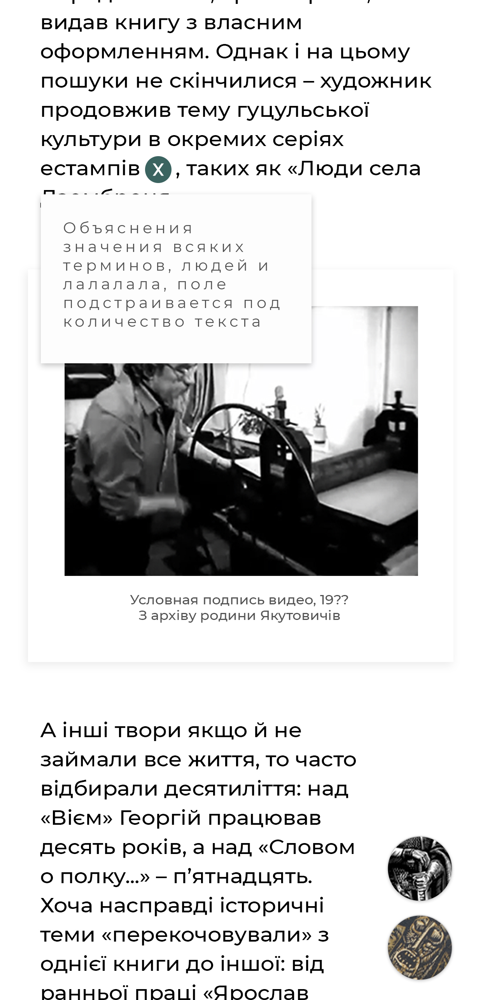 видав книгу з власним
оформленням. Однак і на цьому
пошуки не скінчилися – художник
продовжив тему гуцульської
культури в окремих серіях
естампів X , таких як «Люди села
Объяснения
значения всяких
терминов, людей и
лалалала, поле
подстраивается под
количество текста
Условная подпись видео, 19??
З архіву родини Якутовичів
А інші твори якщо й не
займали все життя, то часто
відбирали десятиліття: над
«Вієм» Георгій працював
десять років, а над «Словом
о полку...» – п’ятнадцять.
Хоча насправді історичні
теми «перекочовували» з
однієї книги до іншої: від
ранньої праці «Ярослав